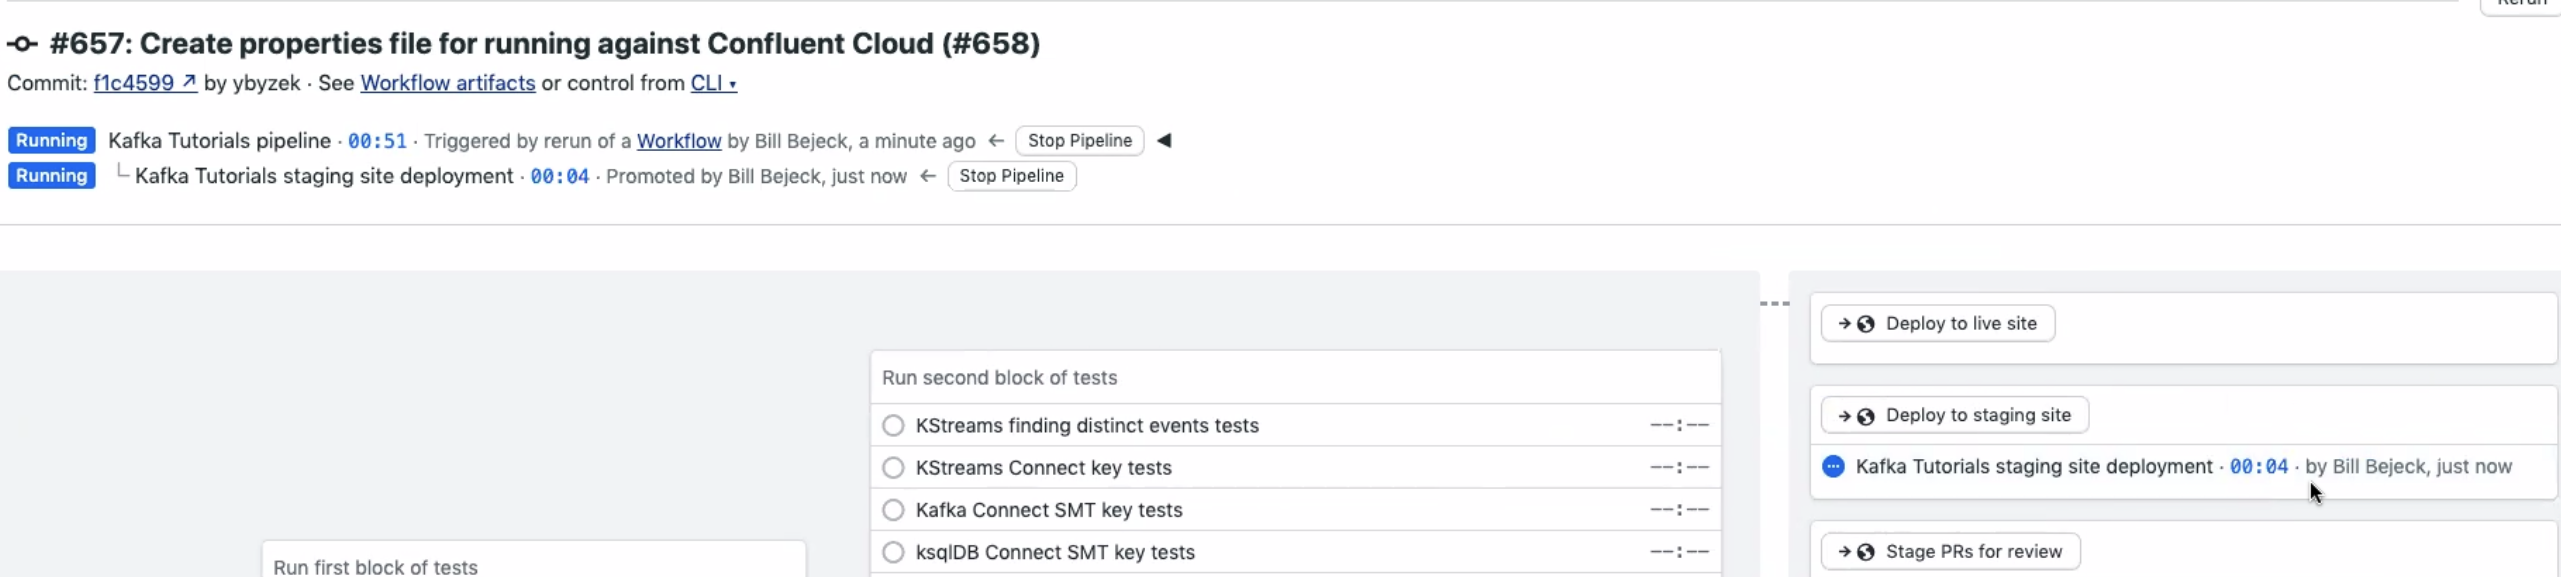 Rerun
#657: Create properties file for running against Confluent Cloud (#658)
Commit: f1c4599 ↗ by ybyzek · See Workflow artifacts or control from CLI ▾
Running Kafka Tutorials pipeline · 00:51 · Triggered by rerun of a Workflow by Bill Bejeck, a minute ago ← Stop Pipeline ◀
Running └ Kafka Tutorials staging site deployment · 00:04 · Promoted by Bill Bejeck, just now ← Stop Pipeline
Run first block of tests
Run second block of tests
KStreams finding distinct events tests --:--
KStreams Connect key tests --:--
Kafka Connect SMT key tests --:--
ksqlDB Connect SMT key tests --:--
→ Deploy to live site
→ Deploy to staging site
Kafka Tutorials staging site deployment · 00:04 · by Bill Bejeck, just now
→ Stage PRs for review